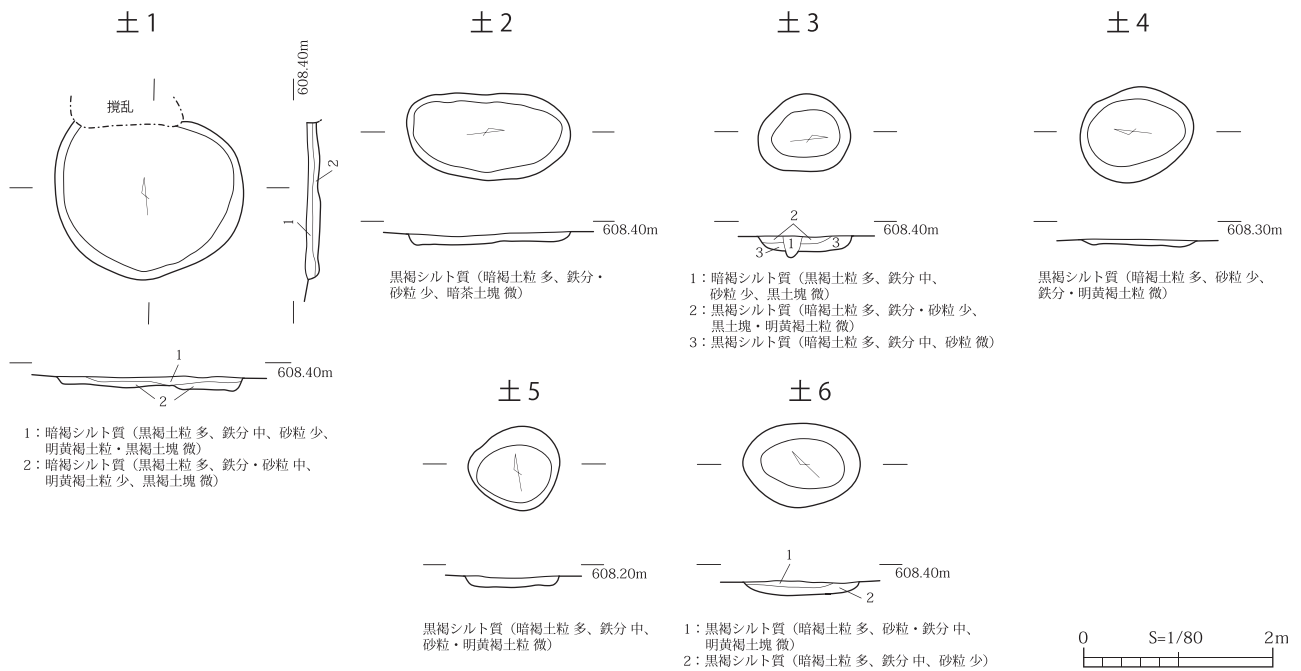 土1
608.40m
撹乱
2
1
1
608.40m
2
1：暗褐シルト質（黒褐土粒 多、鉄分 中、砂粒 少、
明黄褐土粒・黒褐土塊 微）
2：暗褐シルト質（黒褐土粒 多、鉄分・砂粒 中、
明黄褐土粒 少、黒褐土塊 微）
土2
608.40m
黒褐シルト質（暗褐土粒 多、鉄分・
砂粒 少、暗茶土塊 微）
土3
2
608.40m
3 1 3
1：暗褐シルト質（黒褐土粒 多、鉄分 中、
砂粒 少、黒土塊 微）
2：黒褐シルト質（暗褐土粒 多、鉄分・砂粒 少、
黒土塊・明黄褐土粒 微）
3：黒褐シルト質（暗褐土粒 多、鉄分 中、砂粒 微）
土4
608.30m
黒褐シルト質（暗褐土粒 多、砂粒 少、
鉄分・明黄褐土粒 微）
土5
608.20m
黒褐シルト質（暗褐土粒 多、鉄分 中、
砂粒・明黄褐土粒 微）
土6
1
608.40m
2
1：黒褐シルト質（暗褐土粒 多、砂粒・鉄分 中、
明黄褐土塊 微）
2：黒褐シルト質（暗褐土粒 多、鉄分 中、砂粒 少）
0 S=1/80 2m